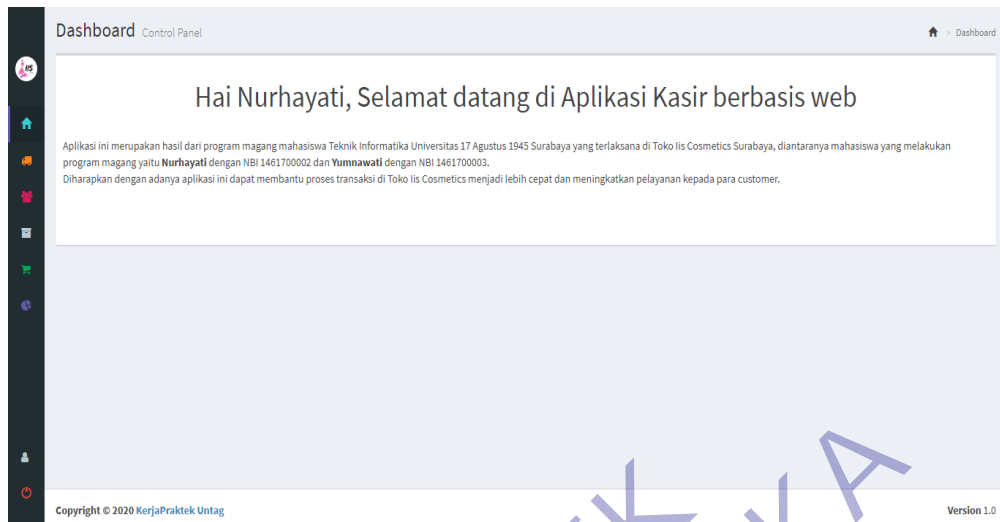 Dashboard Control Panel
> Dashboard
iis
Hai Nurhayati, Selamat datang di Aplikasi Kasir berbasis web
Aplikasi ini merupakan hasil dari program magang mahasiswa Teknik Informatika Universitas 17 Agustus 1945 Surabaya yang terlaksana di Toko Iis Cosmetics Surabaya, diantaranya mahasiswa yang melakukan
program magang yaitu Nurhayati dengan NBI 1461700002 dan Yumnawati dengan NBI 1461700003.
Diharapkan dengan adanya aplikasi ini dapat membantu proses transaksi di Toko Iis Cosmetics menjadi lebih cepat dan meningkatkan pelayanan kepada para customer.
Copyright © 2020 KerjaPraktek Untag
Version 1.0